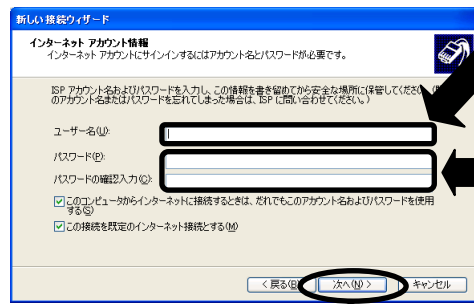 新しい接続ウィザード
インターネット アカウント情報
インターネット アカウントにサインインするにはアカウント名とパスワードが必要です。
ISP アカウント名およびパスワードを入力し、この情報を書き留めてから安全な場所に保管してください。
のアカウント名またはパスワードを忘れてしまった場合は、ISP に問い合わせてください。)
ユーザー名(U):
パスワード(P):
パスワードの確認入力(C):
このコンピュータからインターネットに接続するときは、だれでもこのアカウント名およびパスワードを使用
する(S)
この接続を既定のインターネット接続とする(M)
< 戻る(B) 次へ(N) > キャンセル